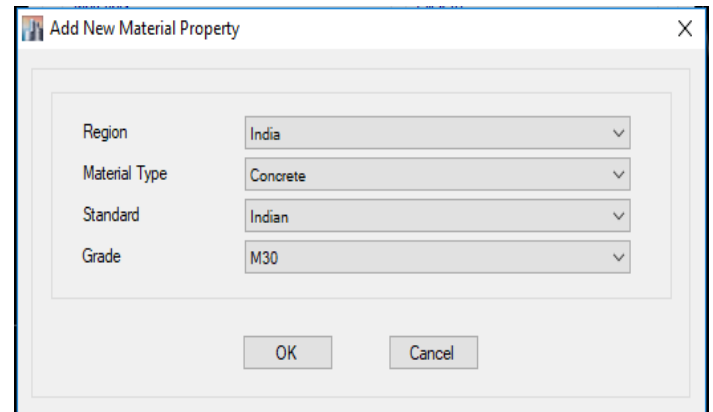 Add New Material Property
Region India
Material Type Concrete
Standard Indian
Grade M30
OK Cancel